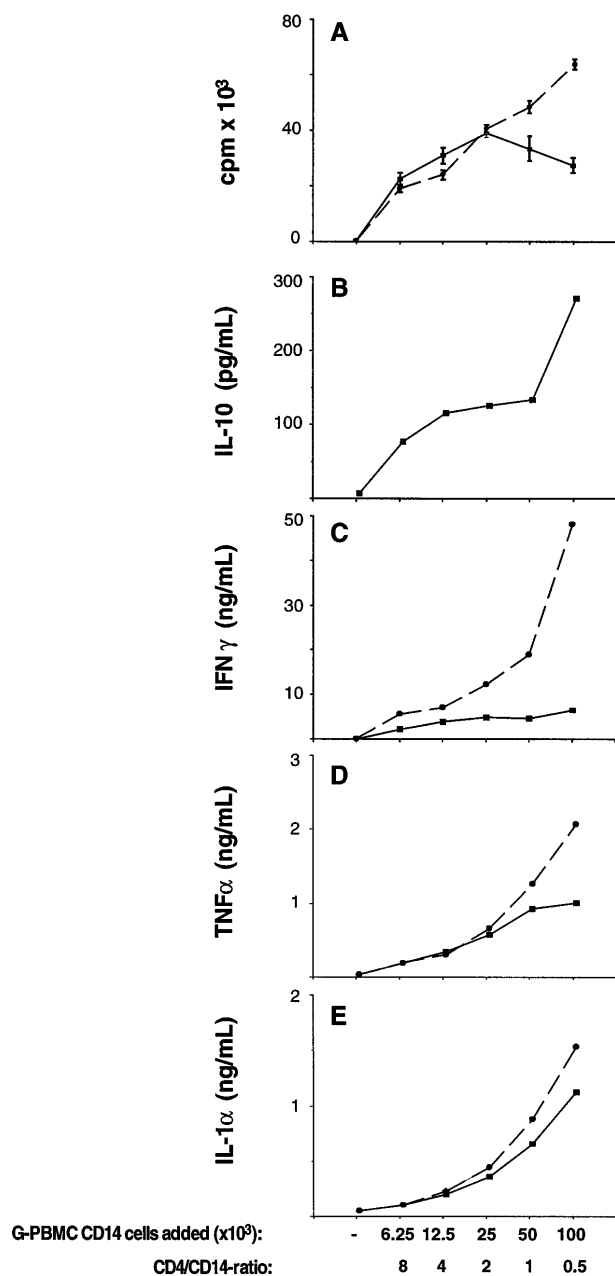 A
80
40
0
cpm x 10³
B
300
200
100
IL-10 (pg/mL)
C
50
30
10
IFN γ (ng/mL)
D
3
2
1
TNFα (ng/mL)
E
2
1
IL-1α (ng/mL)
G-PBMC CD14 cells added (x10³): - 6.25 12.5 25 50 100
CD4/CD14-ratio: 8 4 2 1 0.5